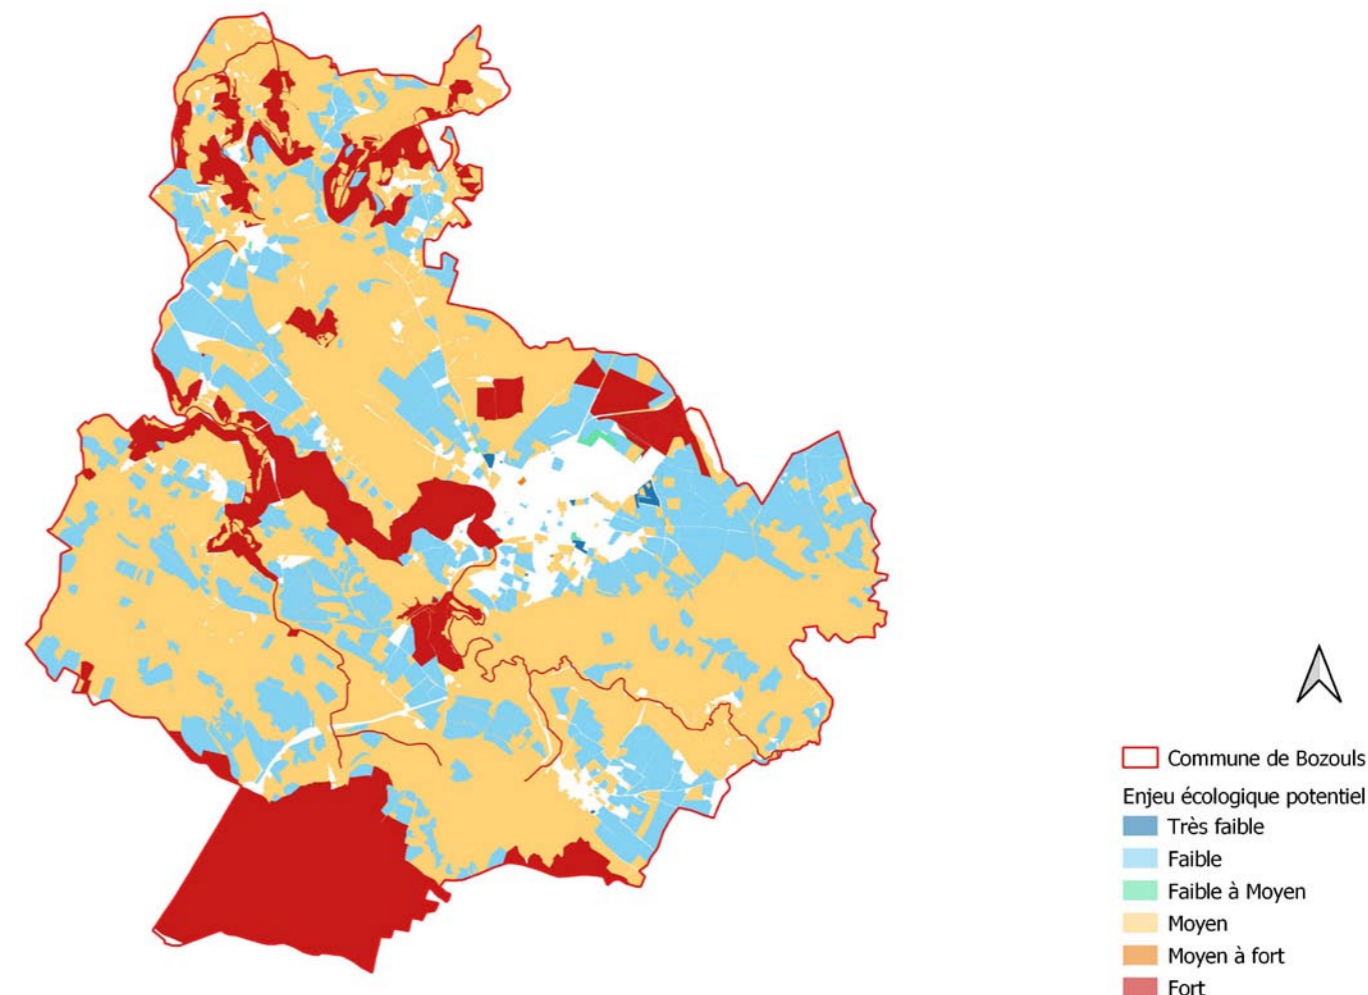 Commune de Bozouls
Enjeu écologique potentiel
Très faible
Faible
Faible à Moyen
Moyen
Moyen à fort
Fort